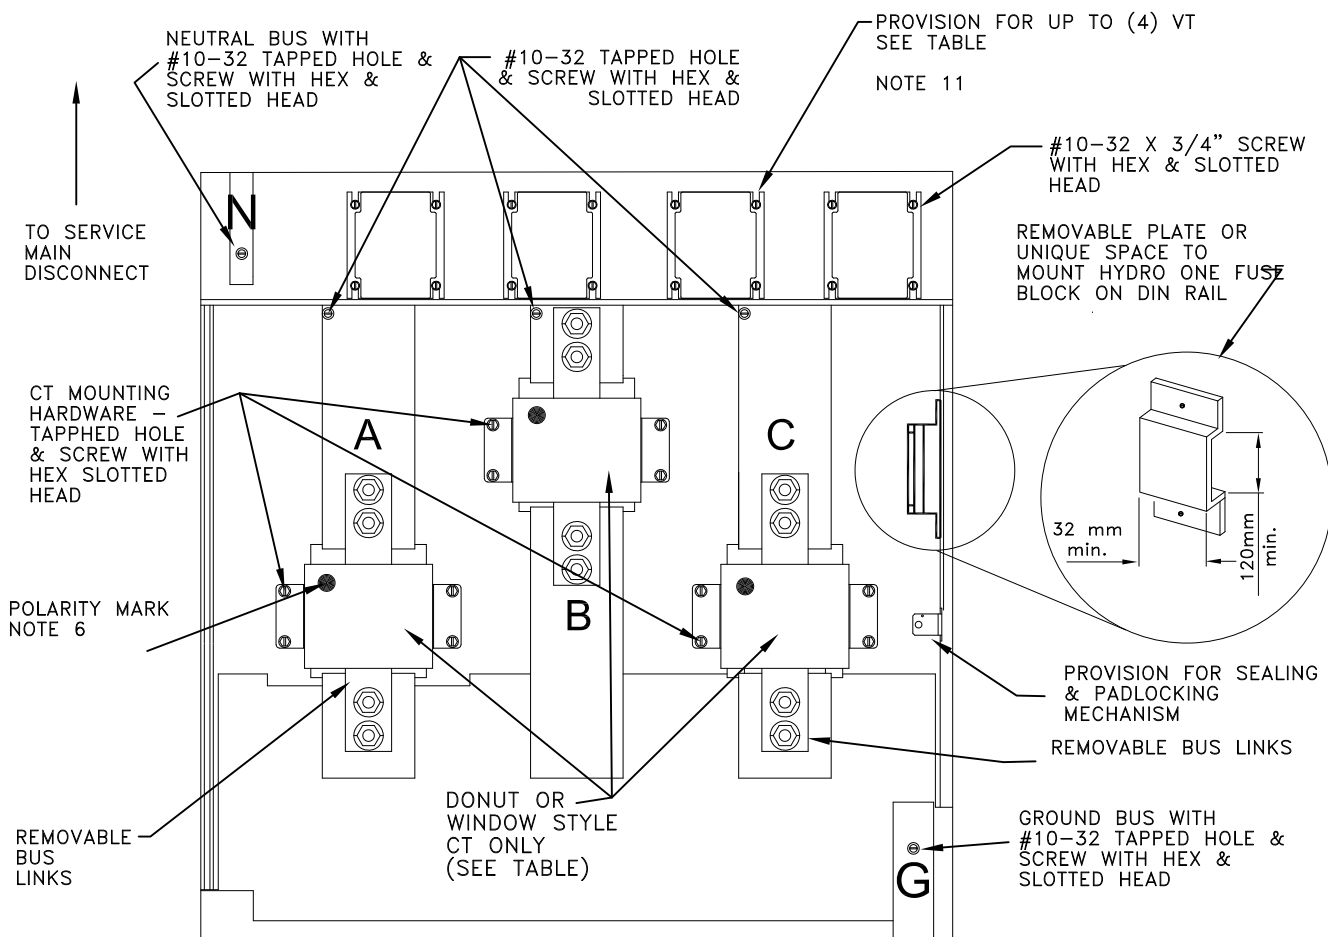 NEUTRAL BUS WITH
#10-32 TAPPED HOLE &
SCREW WITH HEX &
SLOTTED HEAD
#10-32 TAPPED HOLE
& SCREW WITH HEX &
SLOTTED HEAD
PROVISION FOR UP TO (4) VT
SEE TABLE
NOTE 11
#10-32 X 3/4” SCREW
WITH HEX & SLOTTED
HEAD
TO SERVICE
MAIN
DISCONNECT
N
REMOVABLE PLATE OR
UNIQUE SPACE TO
MOUNT HYDRO ONE FUSE
BLOCK ON DIN RAIL
CT MOUNTING
HARDWARE -
TAPPHED HOLE
& SCREW WITH
HEX SLOTTED
HEAD
A
B
C
32 mm
min.
120mm
min.
POLARITY MARK
NOTE 6
PROVISION FOR SEALING
& PADLOCKING
MECHANISM
REMOVABLE BUS LINKS
DONUT OR
WINDOW STYLE
CT ONLY
(SEE TABLE)
REMOVABLE
BUS
LINKS
GROUND BUS WITH
#10-32 TAPPED HOLE &
SCREW WITH HEX &
SLOTTED HEAD
G